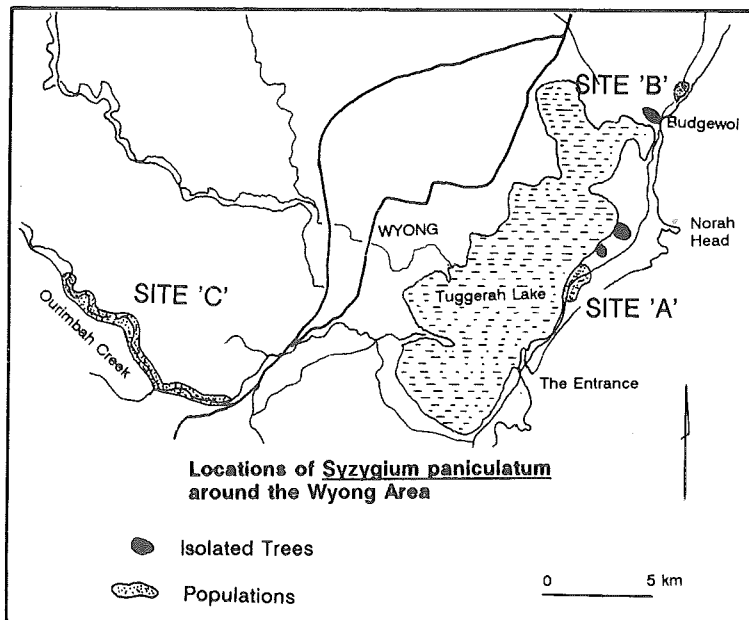 SITE 'B'
Budgewoi
Norah
Head
WYONG
Tuggerah Lake
SITE 'C'
SITE 'A'
Ourimbah Creek
The Entrance
Locations of Syzygium paniculatum
around the Wyong Area
Isolated Trees
Populations
0 5 km